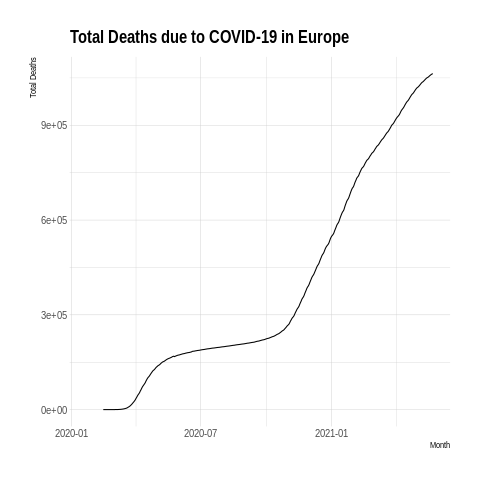 Total Deaths due to COVID-19 in Europe
Total Deaths
9e+05
6e+05
3e+05
0e+00
2020-01 2020-07 2021-01
Month